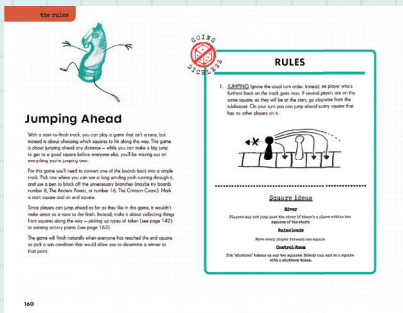 the rules
Jumping Ahead
With a start-to-finish track, you can play a game that isn't a race, but
instead is about choosing which squares to hit along the way. This game
is about jumping ahead any distance – while you can make a big jump
to get to a good square before everyone else, you'll be missing out on
everything you're jumping over.
For this game you'll need to convert one of the boards back into a simple
track. Pick one where you can see a long winding path running through it,
and use a pen to block off the unnecessary branches (maybe try boards
number 8, The Ancient Forest, or number 16, The Crimson Coast). Mark
a start square and an end square.
Since players can jump ahead as far as they like in this game, it wouldn't
make sense as a race to the finish. Instead, make it about collecting things
from squares along the way – picking up types of token (see page 142)
or earning victory points (see page 163).
The game will finish naturally when everyone has reached the end square,
so pick a win condition that would allow you to determine a winner at
that point.
160
GOING
DICELESS
RULES
1. JUMPING Ignore the usual turn order. Instead, the player who's
furthest back on the track goes next. If several players are on the
same square, as they will be at the start, go clockwise from the
rulekeeper. On your turn you can jump ahead every square that
has no other players on it.
Square ideas
River
Players may not jump past the river if there's a player within two
squares of the start.
Rainclouds
Move every player forward one square
Control Room
Put 'shutdown' tokens on any two squares. Nobody can end on a square
with a shutdown token.